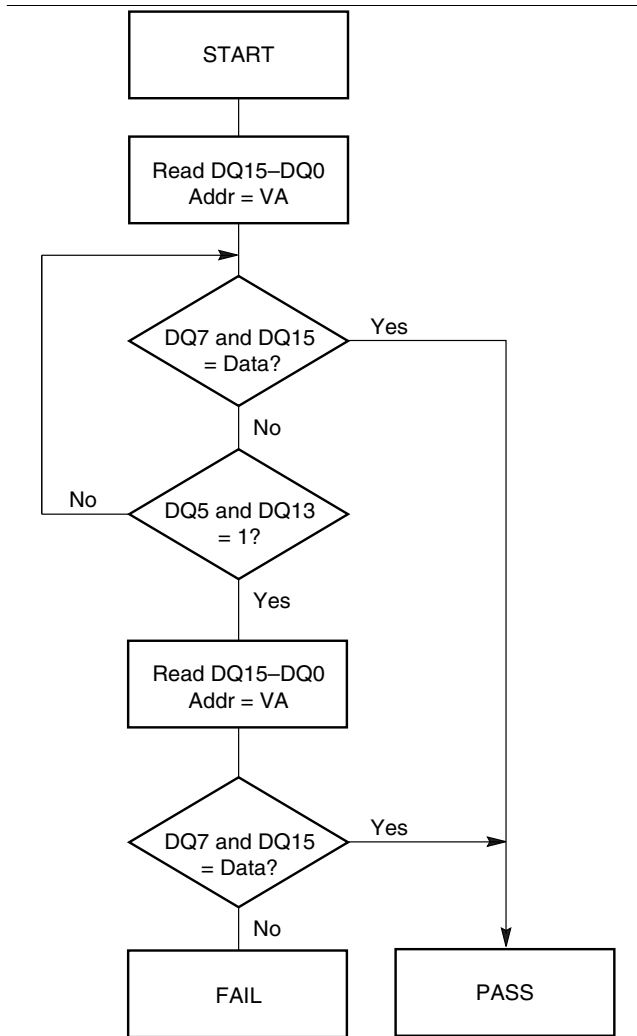 START
Read DQ15–DQ0
Addr = VA
DQ7 and DQ15
= Data?
Yes
No
DQ5 and DQ13
= 1?
No
Yes
Read DQ15–DQ0
Addr = VA
DQ7 and DQ15
= Data?
Yes
No
FAIL
PASS